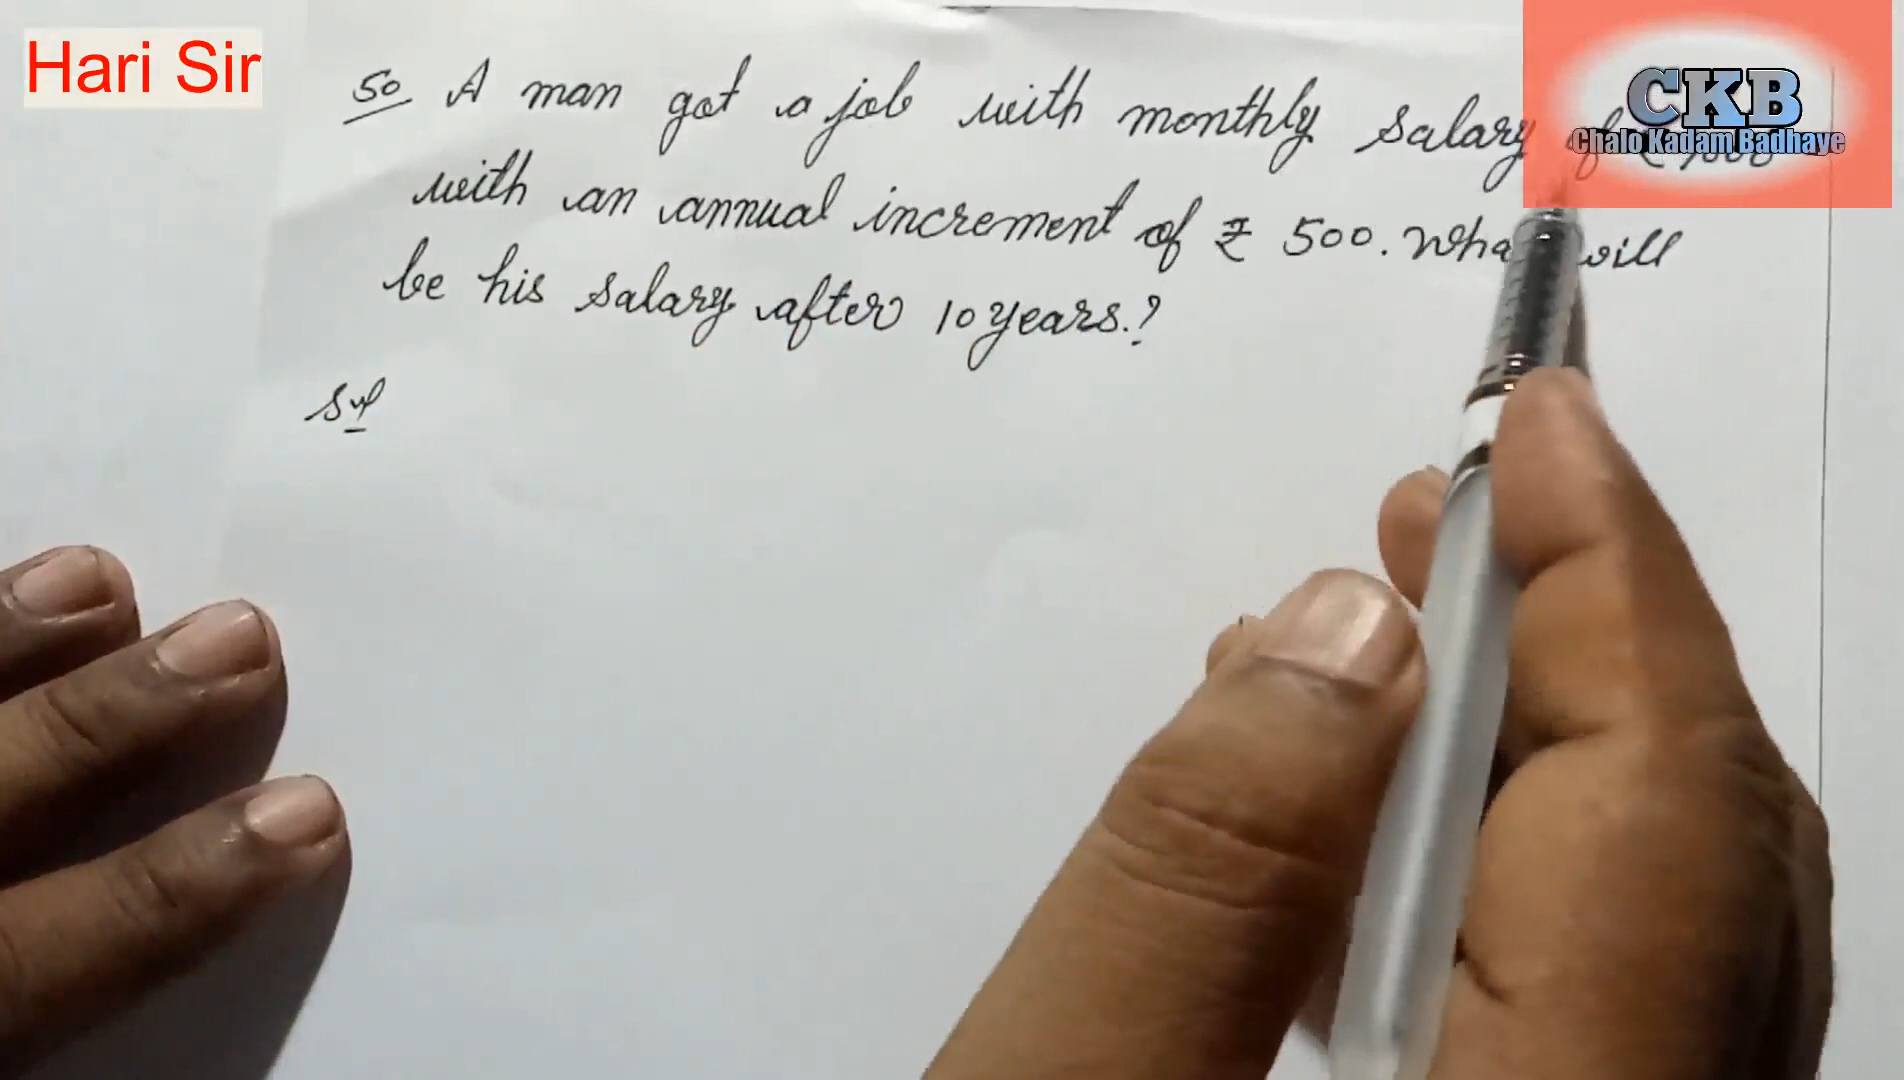 Hari Sir
CKB
Chalo Kadam Badhaye
50 A man got a job with monthly salary of ₹
with an annual increment of ₹ 500. What will
be his salary after 10 years.?
Sol